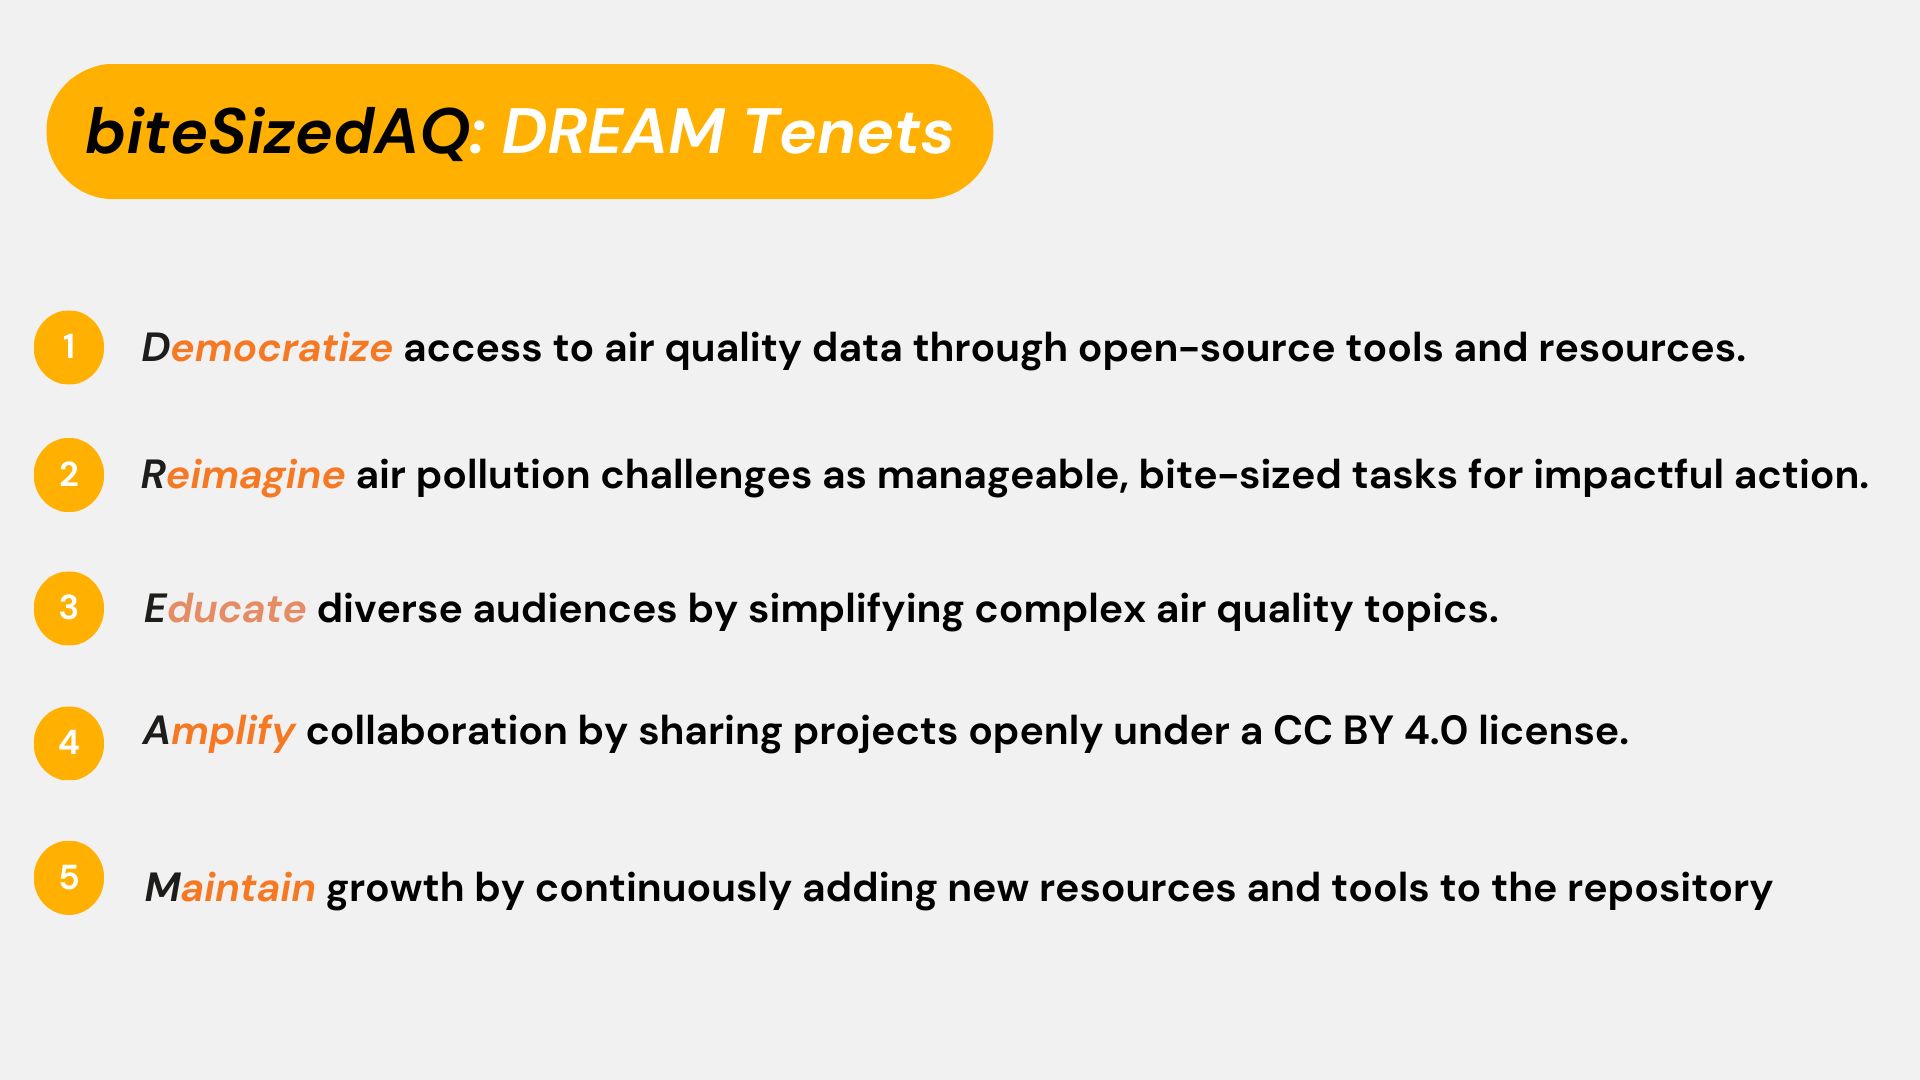 biteSizedAQ: DREAM Tenets
1 Democratize access to air quality data through open-source tools and resources.
2 Reimagine air pollution challenges as manageable, bite-sized tasks for impactful action.
3 Educate diverse audiences by simplifying complex air quality topics.
4 Amplify collaboration by sharing projects openly under a CC BY 4.0 license.
5 Maintain growth by continuously adding new resources and tools to the repository